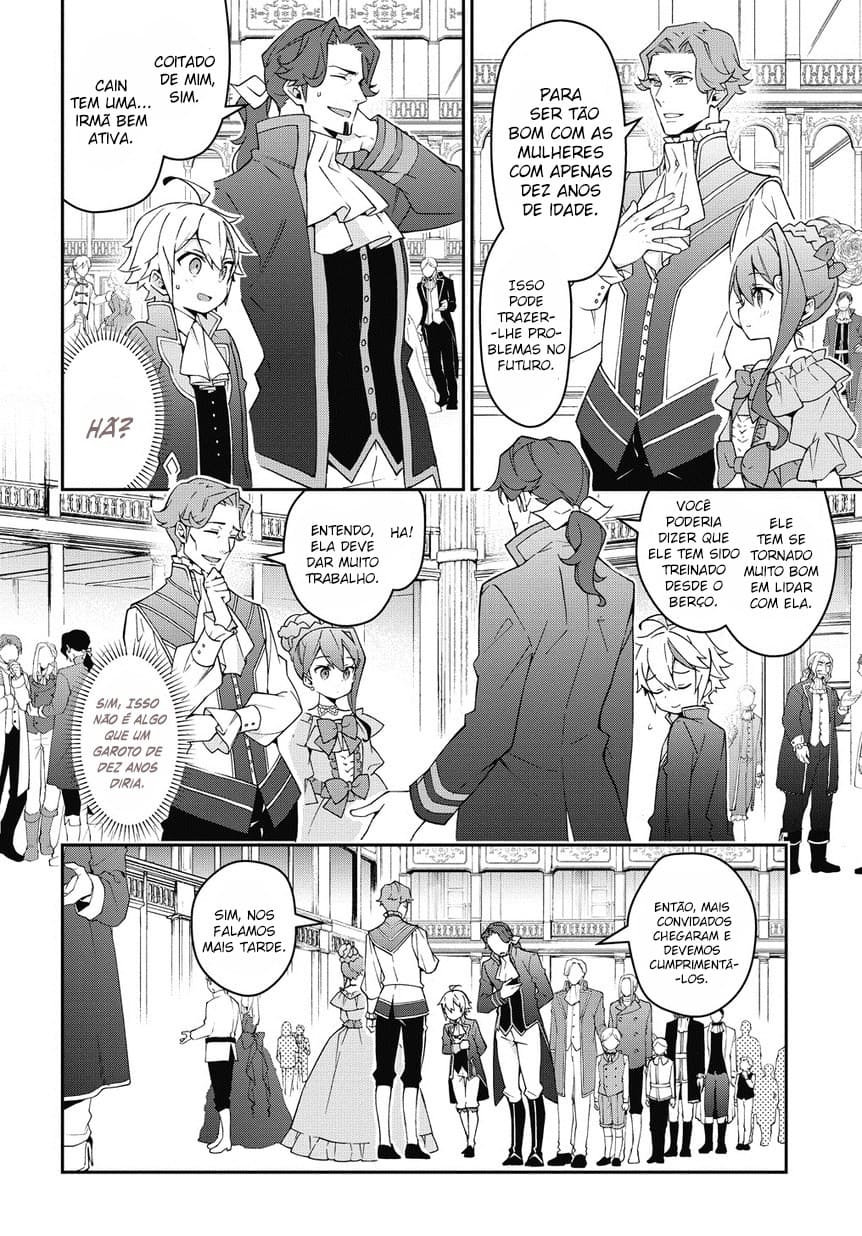 PARA
SER TÃO
BOM COM AS
MULHERES
COM APENAS
DEZ ANOS
DE IDADE.
ISSO
PODE
TRAZER-
-LHE PRO-
BLEMAS NO
FUTURO.
COITADO
DE MIM,
SIM.
CAIN
TEM UMA...
IRMÃ BEM
ATIVA.
HÃ?
ELE
TEM SE
TORNADO
MUITO BOM
EM LIDAR
COM ELA.
VOCÊ
PODERIA
DIZER QUE
ELE TEM SIDO
TREINADO
DESDE O
BERÇO.
HA!
ENTENDO,
ELA DEVE
DAR MUITO
TRABALHO.
SIM, ISSO
NÃO É ALGO
QUE UM
GAROTO DE
DEZ ANOS
DIRIA.
ENTÃO, MAIS
CONVIDADOS
CHEGARAM E
DEVEMOS
CUMPRIMENTÁ-
-LOS.
SIM, NOS
FALAMOS
MAIS TARDE.